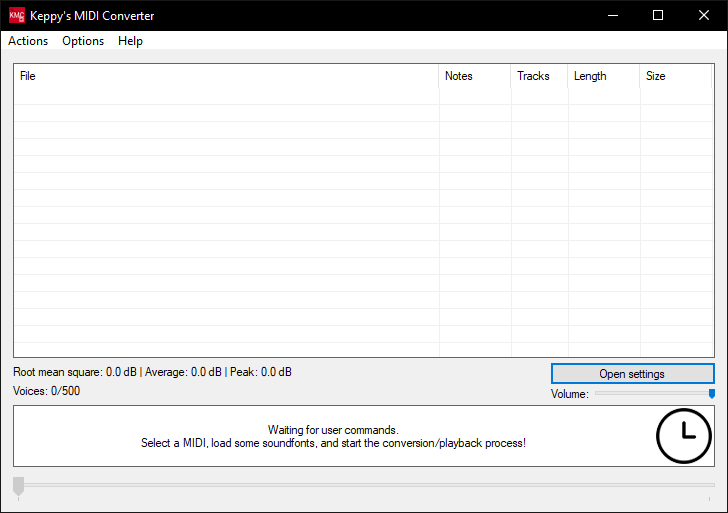 KMC
Keppy's MIDI Converter
Actions Options Help
File Notes Tracks Length Size
Root mean square: 0.0 dB | Average: 0.0 dB | Peak: 0.0 dB
Open settings
Voices: 0/500
Volume:
Waiting for user commands.
Select a MIDI, load some soundfonts, and start the conversion/playback process!